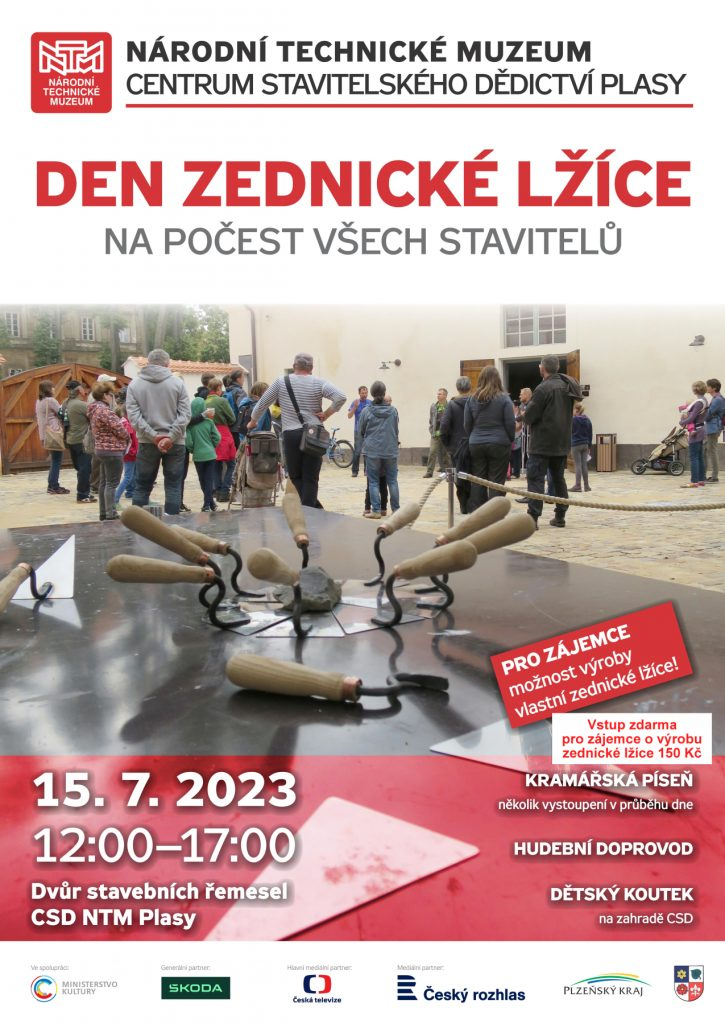 NTM
NÁRODNÍ
TECHNICKÉ
MUZEUM
NÁRODNÍ TECHNICKÉ MUZEUM
CENTRUM STAVITELSKÉHO DĚDICTVÍ PLASY
DEN ZEDNICKÉ LŽÍCE
NA POČEST VŠECH STAVITELŮ
PRO ZÁJEMCE
možnost výroby
vlastní zednické lžíce!
Vstup zdarma
pro zájemce o výrobu
zednické lžíce 150 Kč
15. 7. 2023
12:00–17:00
Dvůr stavebních řemesel
CSD NTM Plasy
KRAMÁŘSKÁ PÍSEŇ
několik vystoupení v průběhu dne
HUDEBNÍ DOPROVOD
DĚTSKÝ KOUTEK
na zahradě CSD
Ve spolupráci:
MINISTERSTVO
KULTURY
Generální partner:
ŠKODA
Hlavní mediální partner:
Česká televize
Mediální partner:
Český rozhlas
PLZEŇSKÝ KRAJ